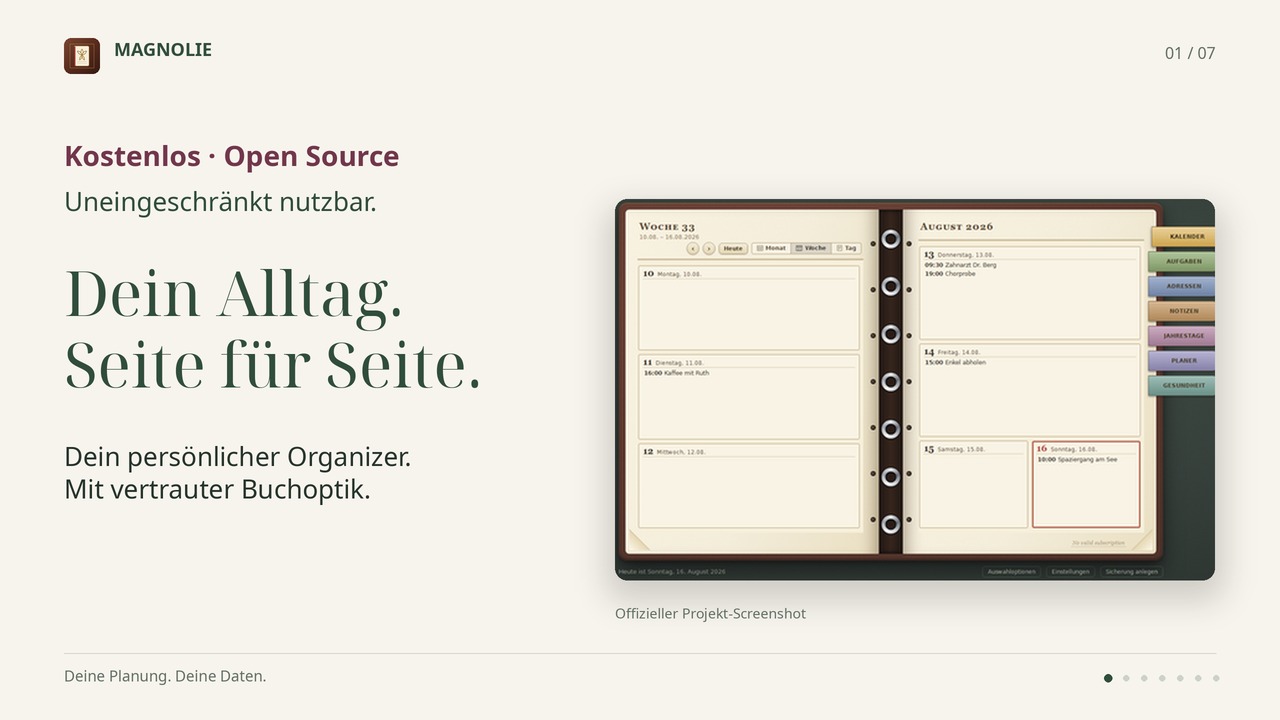 MAGNOLIE
01 / 07
Kostenlos · Open Source
Uneingeschränkt nutzbar.
Dein Alltag.
Seite für Seite.
Dein persönlicher Organizer.
Mit vertrauter Buchoptik.
Woche 33
10.08. – 16.08.2026
Heute
Monat
Woche
Tag
10 Montag, 10.08.
11 Dienstag, 11.08.
16:00 Kaffee mit Ruth
12 Mittwoch, 12.08.
August 2026
13 Donnerstag, 13.08.
09:30 Zahnarzt Dr. Berg
19:00 Chorprobe
14 Freitag, 14.08.
15:00 Enkel abholen
15 Samstag, 15.08.
16 Sonntag, 16.08.
10:00 Spaziergang am See
No valid subscription
KALENDER
AUFGABEN
ADRESSEN
NOTIZEN
JAHRESTAGE
PLANER
GESUNDHEIT
Heute ist Sonntag, 16. August 2026
Auswahloptionen
Einstellungen
Sicherung anlegen
Offizieller Projekt-Screenshot
Deine Planung. Deine Daten.